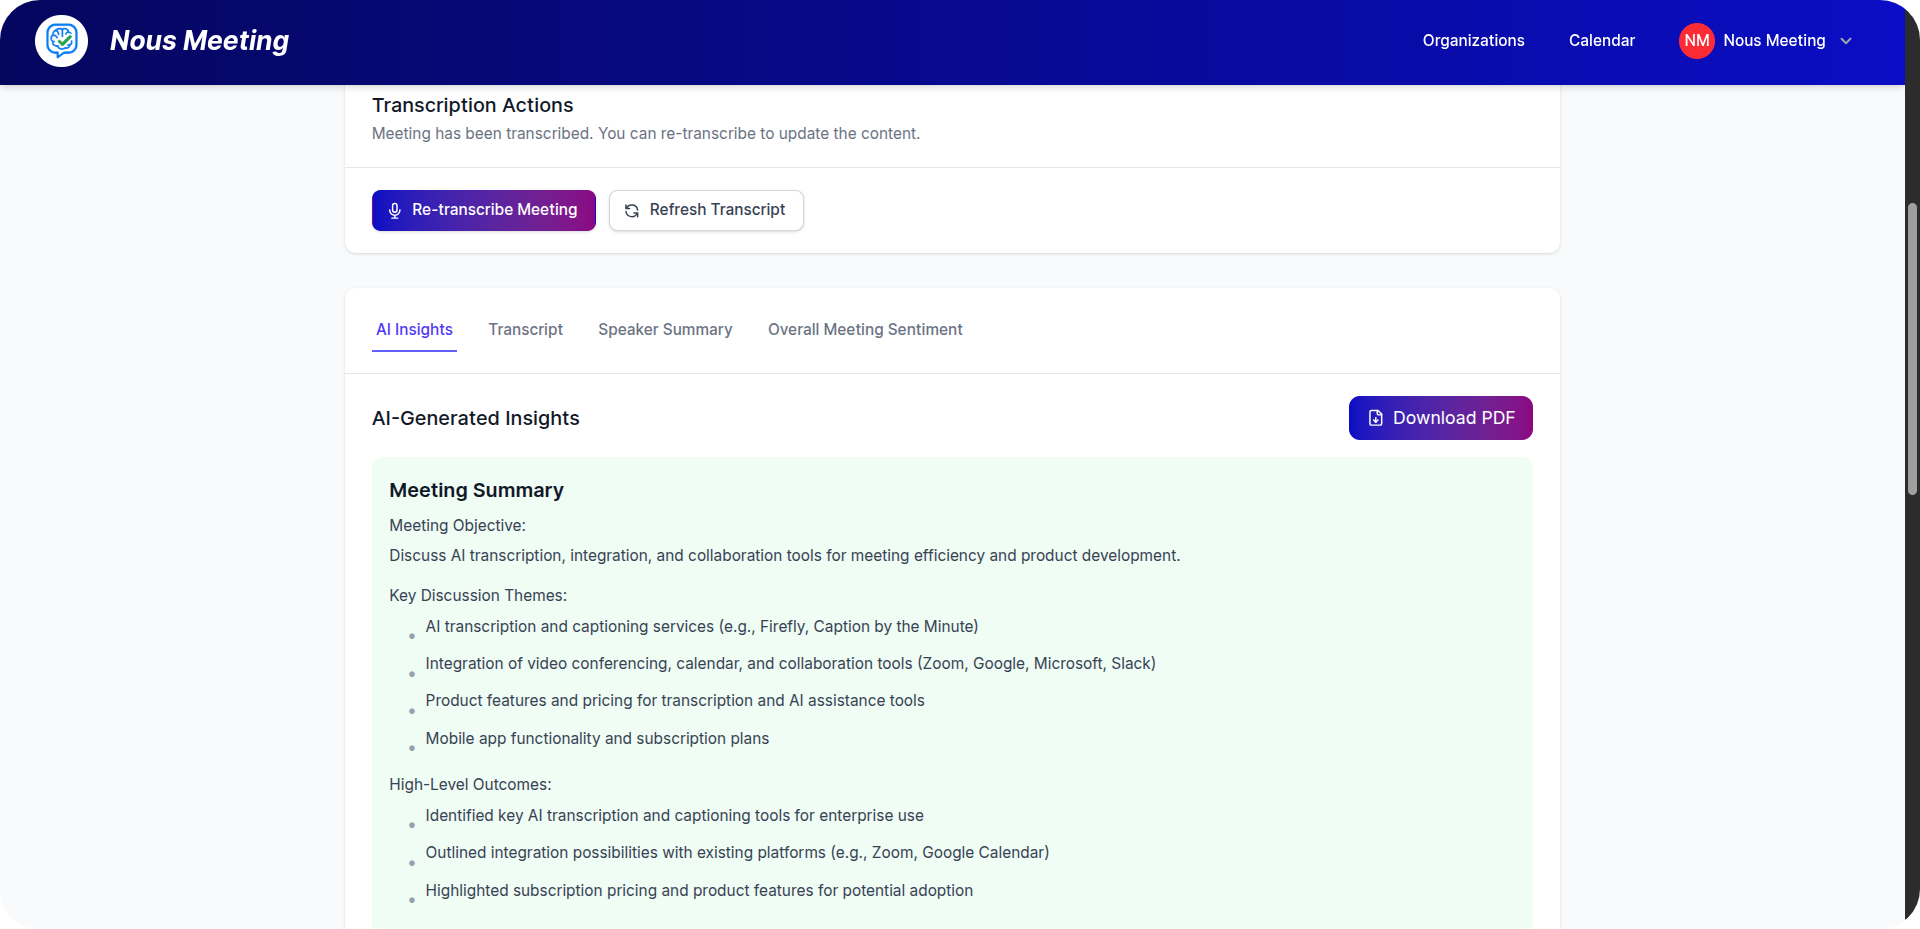 Nous Meeting
Organizations
Calendar
NM
Nous Meeting
Transcription Actions
Meeting has been transcribed. You can re-transcribe to update the content.
Re-transcribe Meeting
Refresh Transcript
AI Insights
Transcript
Speaker Summary
Overall Meeting Sentiment
AI-Generated Insights
Download PDF
Meeting Summary
Meeting Objective:
Discuss AI transcription, integration, and collaboration tools for meeting efficiency and product development.
Key Discussion Themes:
AI transcription and captioning services (e.g., Firefly, Caption by the Minute)
Integration of video conferencing, calendar, and collaboration tools (Zoom, Google, Microsoft, Slack)
Product features and pricing for transcription and AI assistance tools
Mobile app functionality and subscription plans
High-Level Outcomes:
Identified key AI transcription and captioning tools for enterprise use
Outlined integration possibilities with existing platforms (e.g., Zoom, Google Calendar)
Highlighted subscription pricing and product features for potential adoption